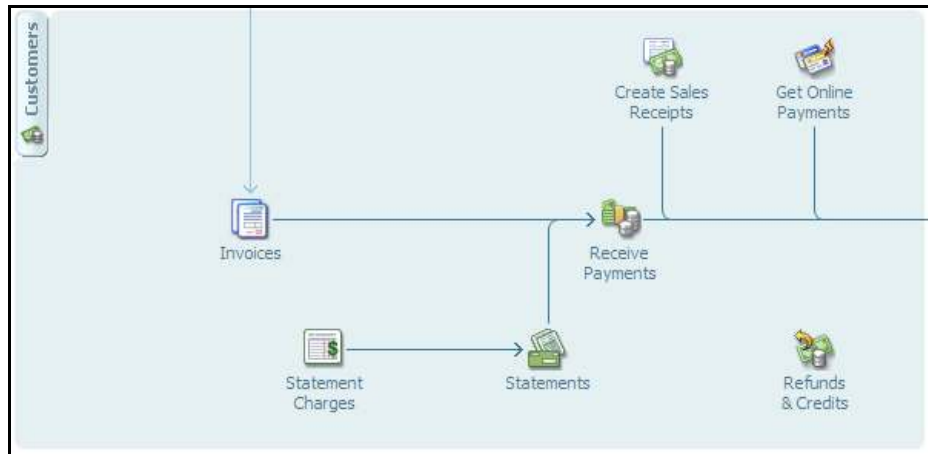 Customers
Create Sales
Receipts
Get Online
Payments
Invoices
Receive
Payments
Statement
Charges
Statements
Refunds
& Credits